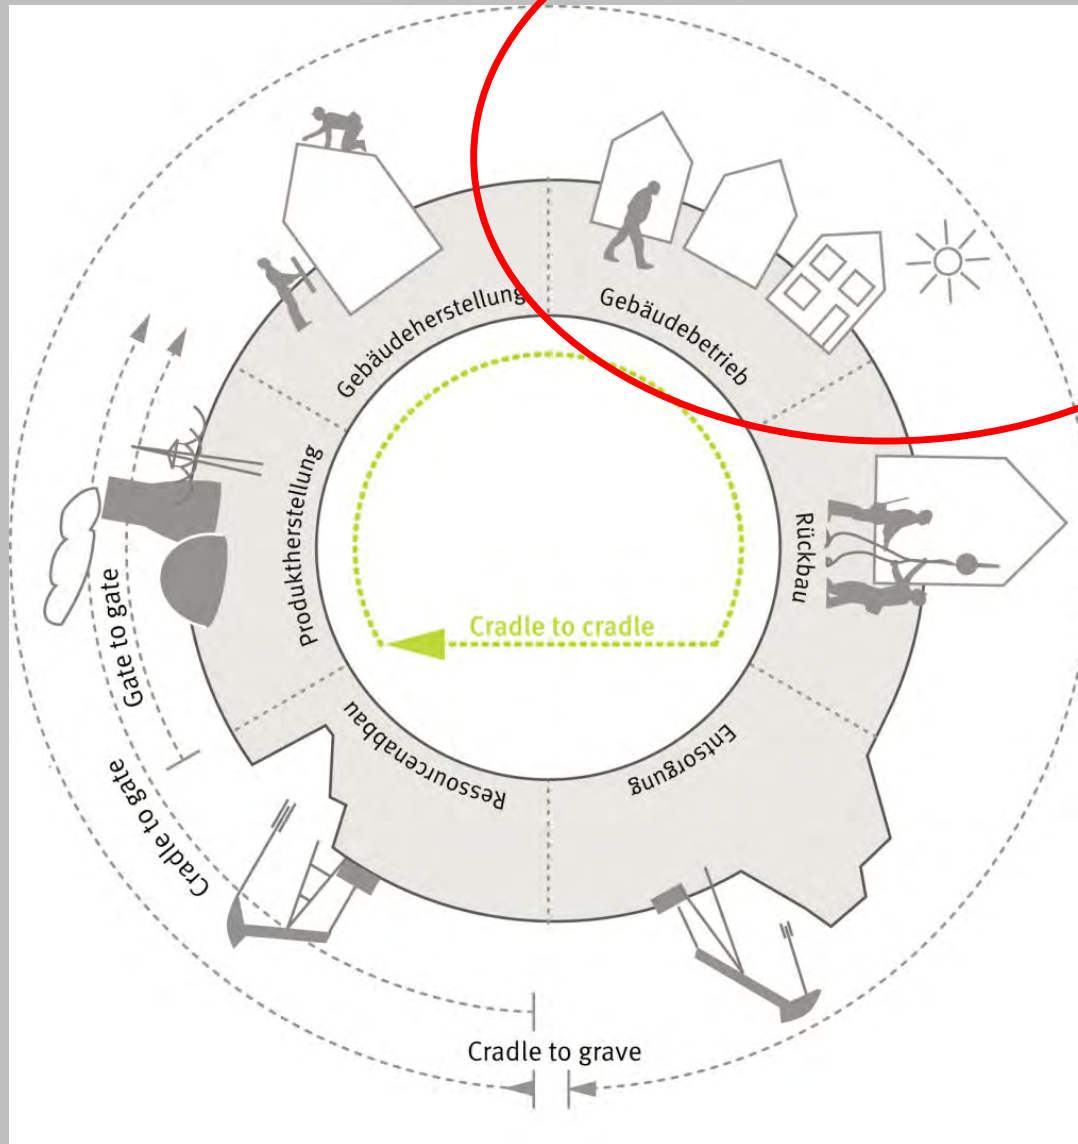 Gebäudeherstellung
Gebäudebetrieb
Produktherstellung
Rückbau
Gate to gate
Cradle to cradle
Ressourcenabbau
Entsorgung
Cradle to gate
Cradle to grave